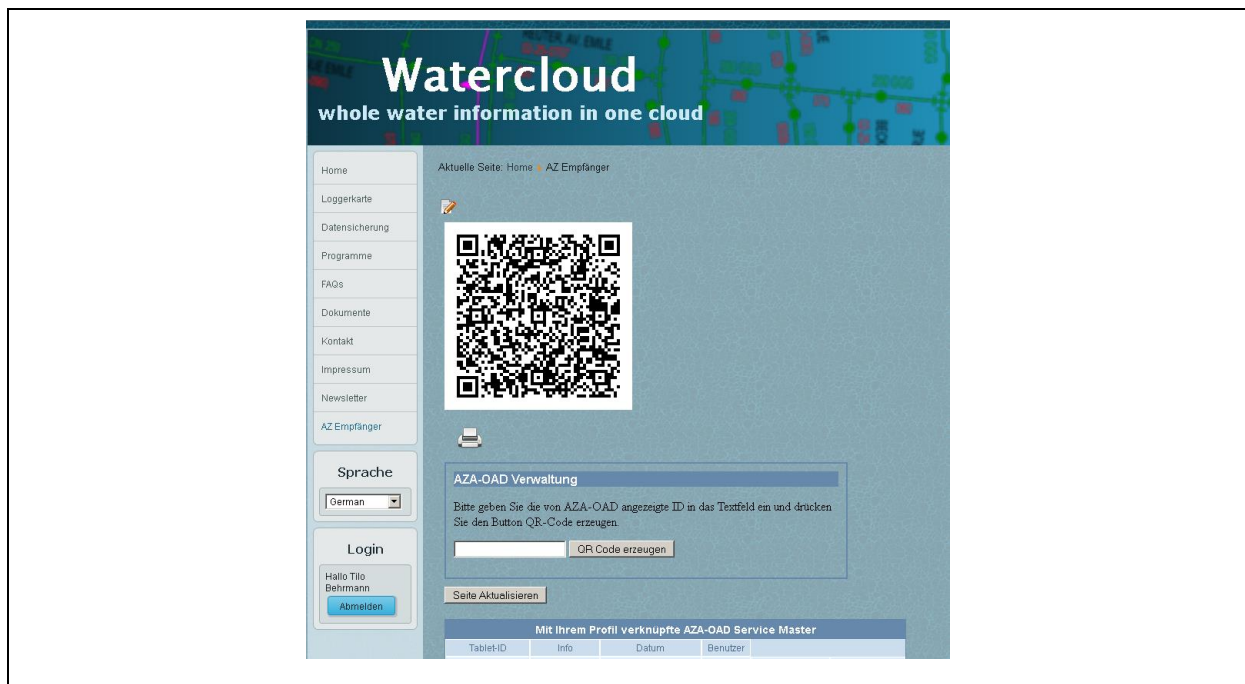 Watercloud
whole water information in one cloud
Home
Loggerkarte
Datensicherung
Programme
FAQs
Dokumente
Kontakt
Impressum
Newsletter
AZ Empfänger
Sprache
German
Login
Hallo Tilo
Behrmann
Abmelden
Aktuelle Seite: Home AZ Empfänger
AZA-OAD Verwaltung
Bitte geben Sie die von AZA-OAD angezeigte ID in das Textfeld ein und drücken
Sie den Button QR-Code erzeugen.
QR Code erzeugen
Seite Aktualisieren
Mit Ihrem Profil verknüpfte AZA-OAD Service Master
Tablet-ID Info Datum Benutzer